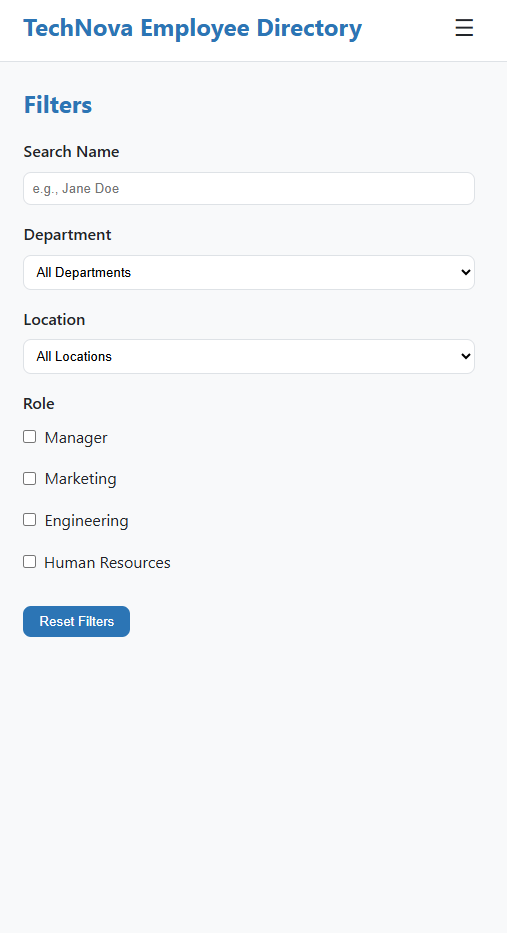 TechNova Employee Directory
Filters
Search Name
e.g., Jane Doe
Department
All Departments
Location
All Locations
Role
Manager
Marketing
Engineering
Human Resources
Reset Filters